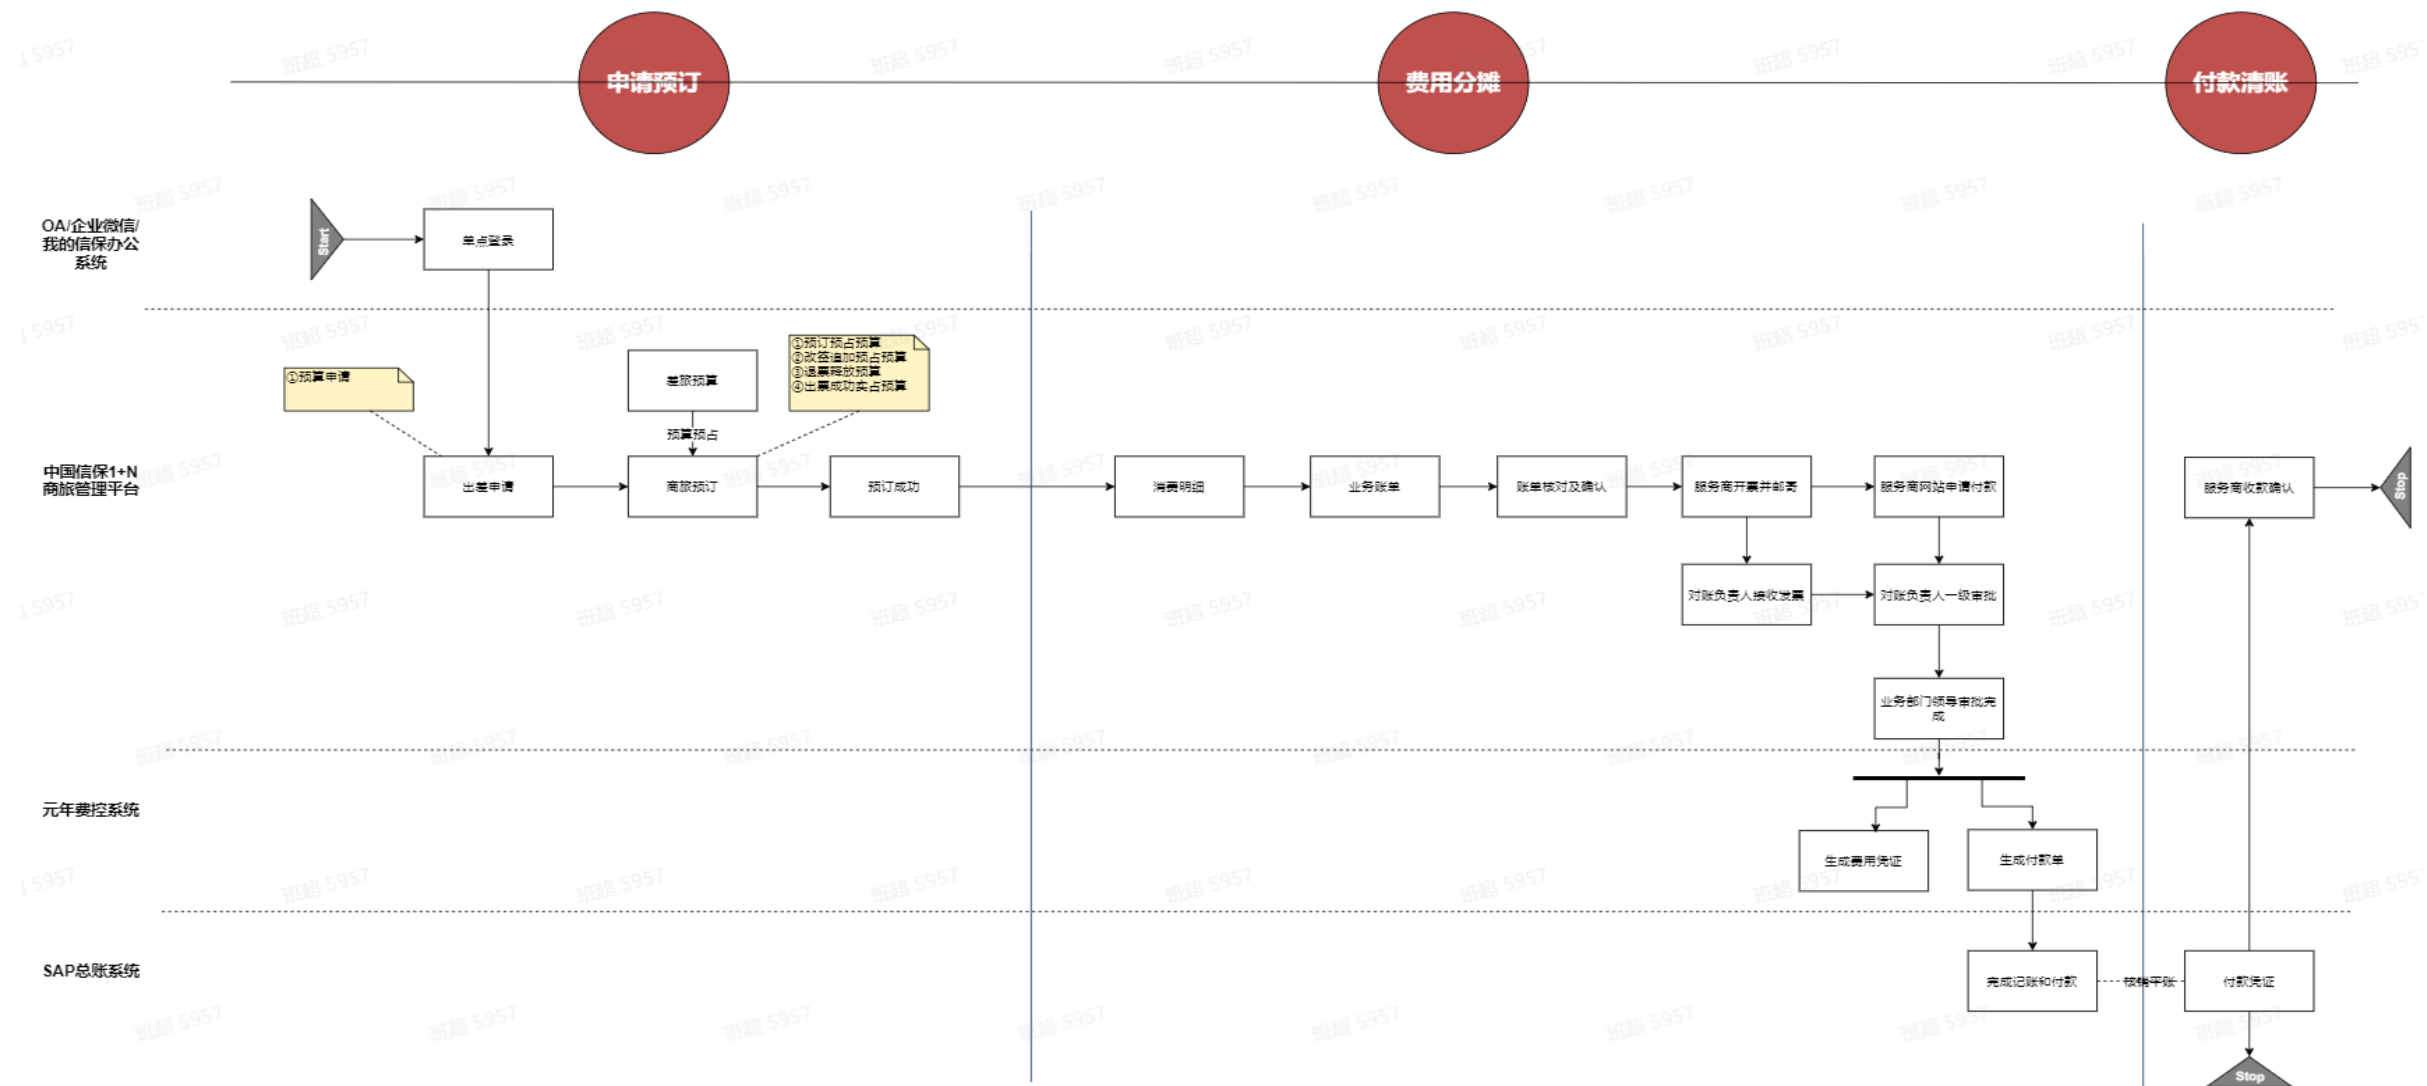 申请预订
费用分摊
付款清账
OA/企业微信/
我的信保办公
系统
Start
单点登录
①预算申请
差旅预算
①预订预占预算
②改签追加预占预算
③退票释放预算
④出票成功实占预算
预算预占
中国信保1+N
商旅管理平台
出差申请
商旅预订
预订成功
消费明细
业务账单
账单核对及确认
服务商开票并邮寄
服务商网站申请付款
服务商收款确认
Stop
对账负责人接收发票
对账负责人一级审批
业务部门领导审批完
成
元年费控系统
生成费用凭证
生成付款单
SAP总账系统
完成记账和付款
核销平账
付款凭证
Stop
班超 5957